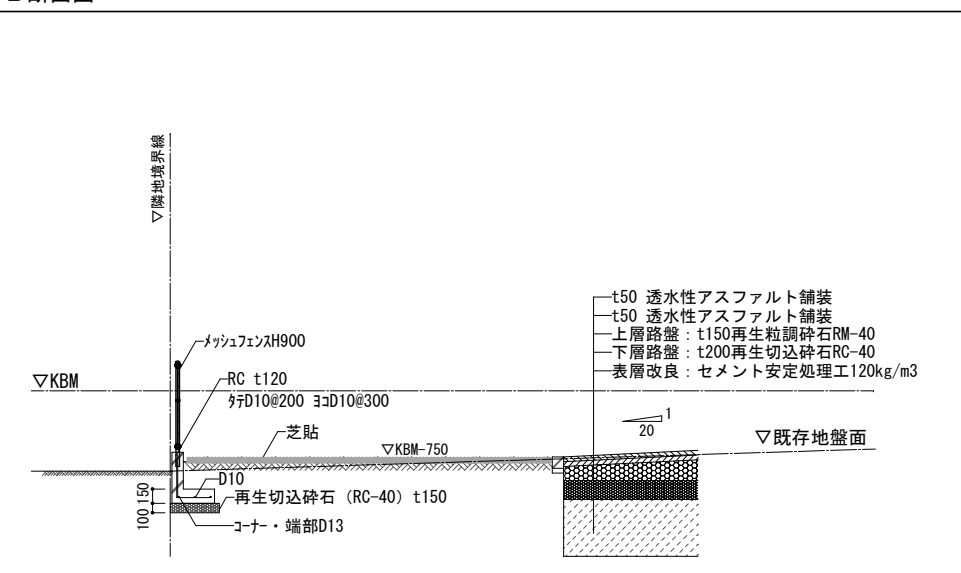 ▽隣地境界線
t50 透水性アスファルト舗装
t50 透水性アスファルト舗装
上層路盤：t150再生粒調砕石RM-40
下層路盤：t200再生切込砕石RC-40
表層改良：セメント安定処理工120kg/m3
メッシュフェンスH900
▽KBM
RC t120
タテD10@200 ヨコD10@300
1
20
芝貼
▽KBM-750
▽既存地盤面
D10
150
再生切込砕石（RC-40）t150
100
コーナー・端部D13